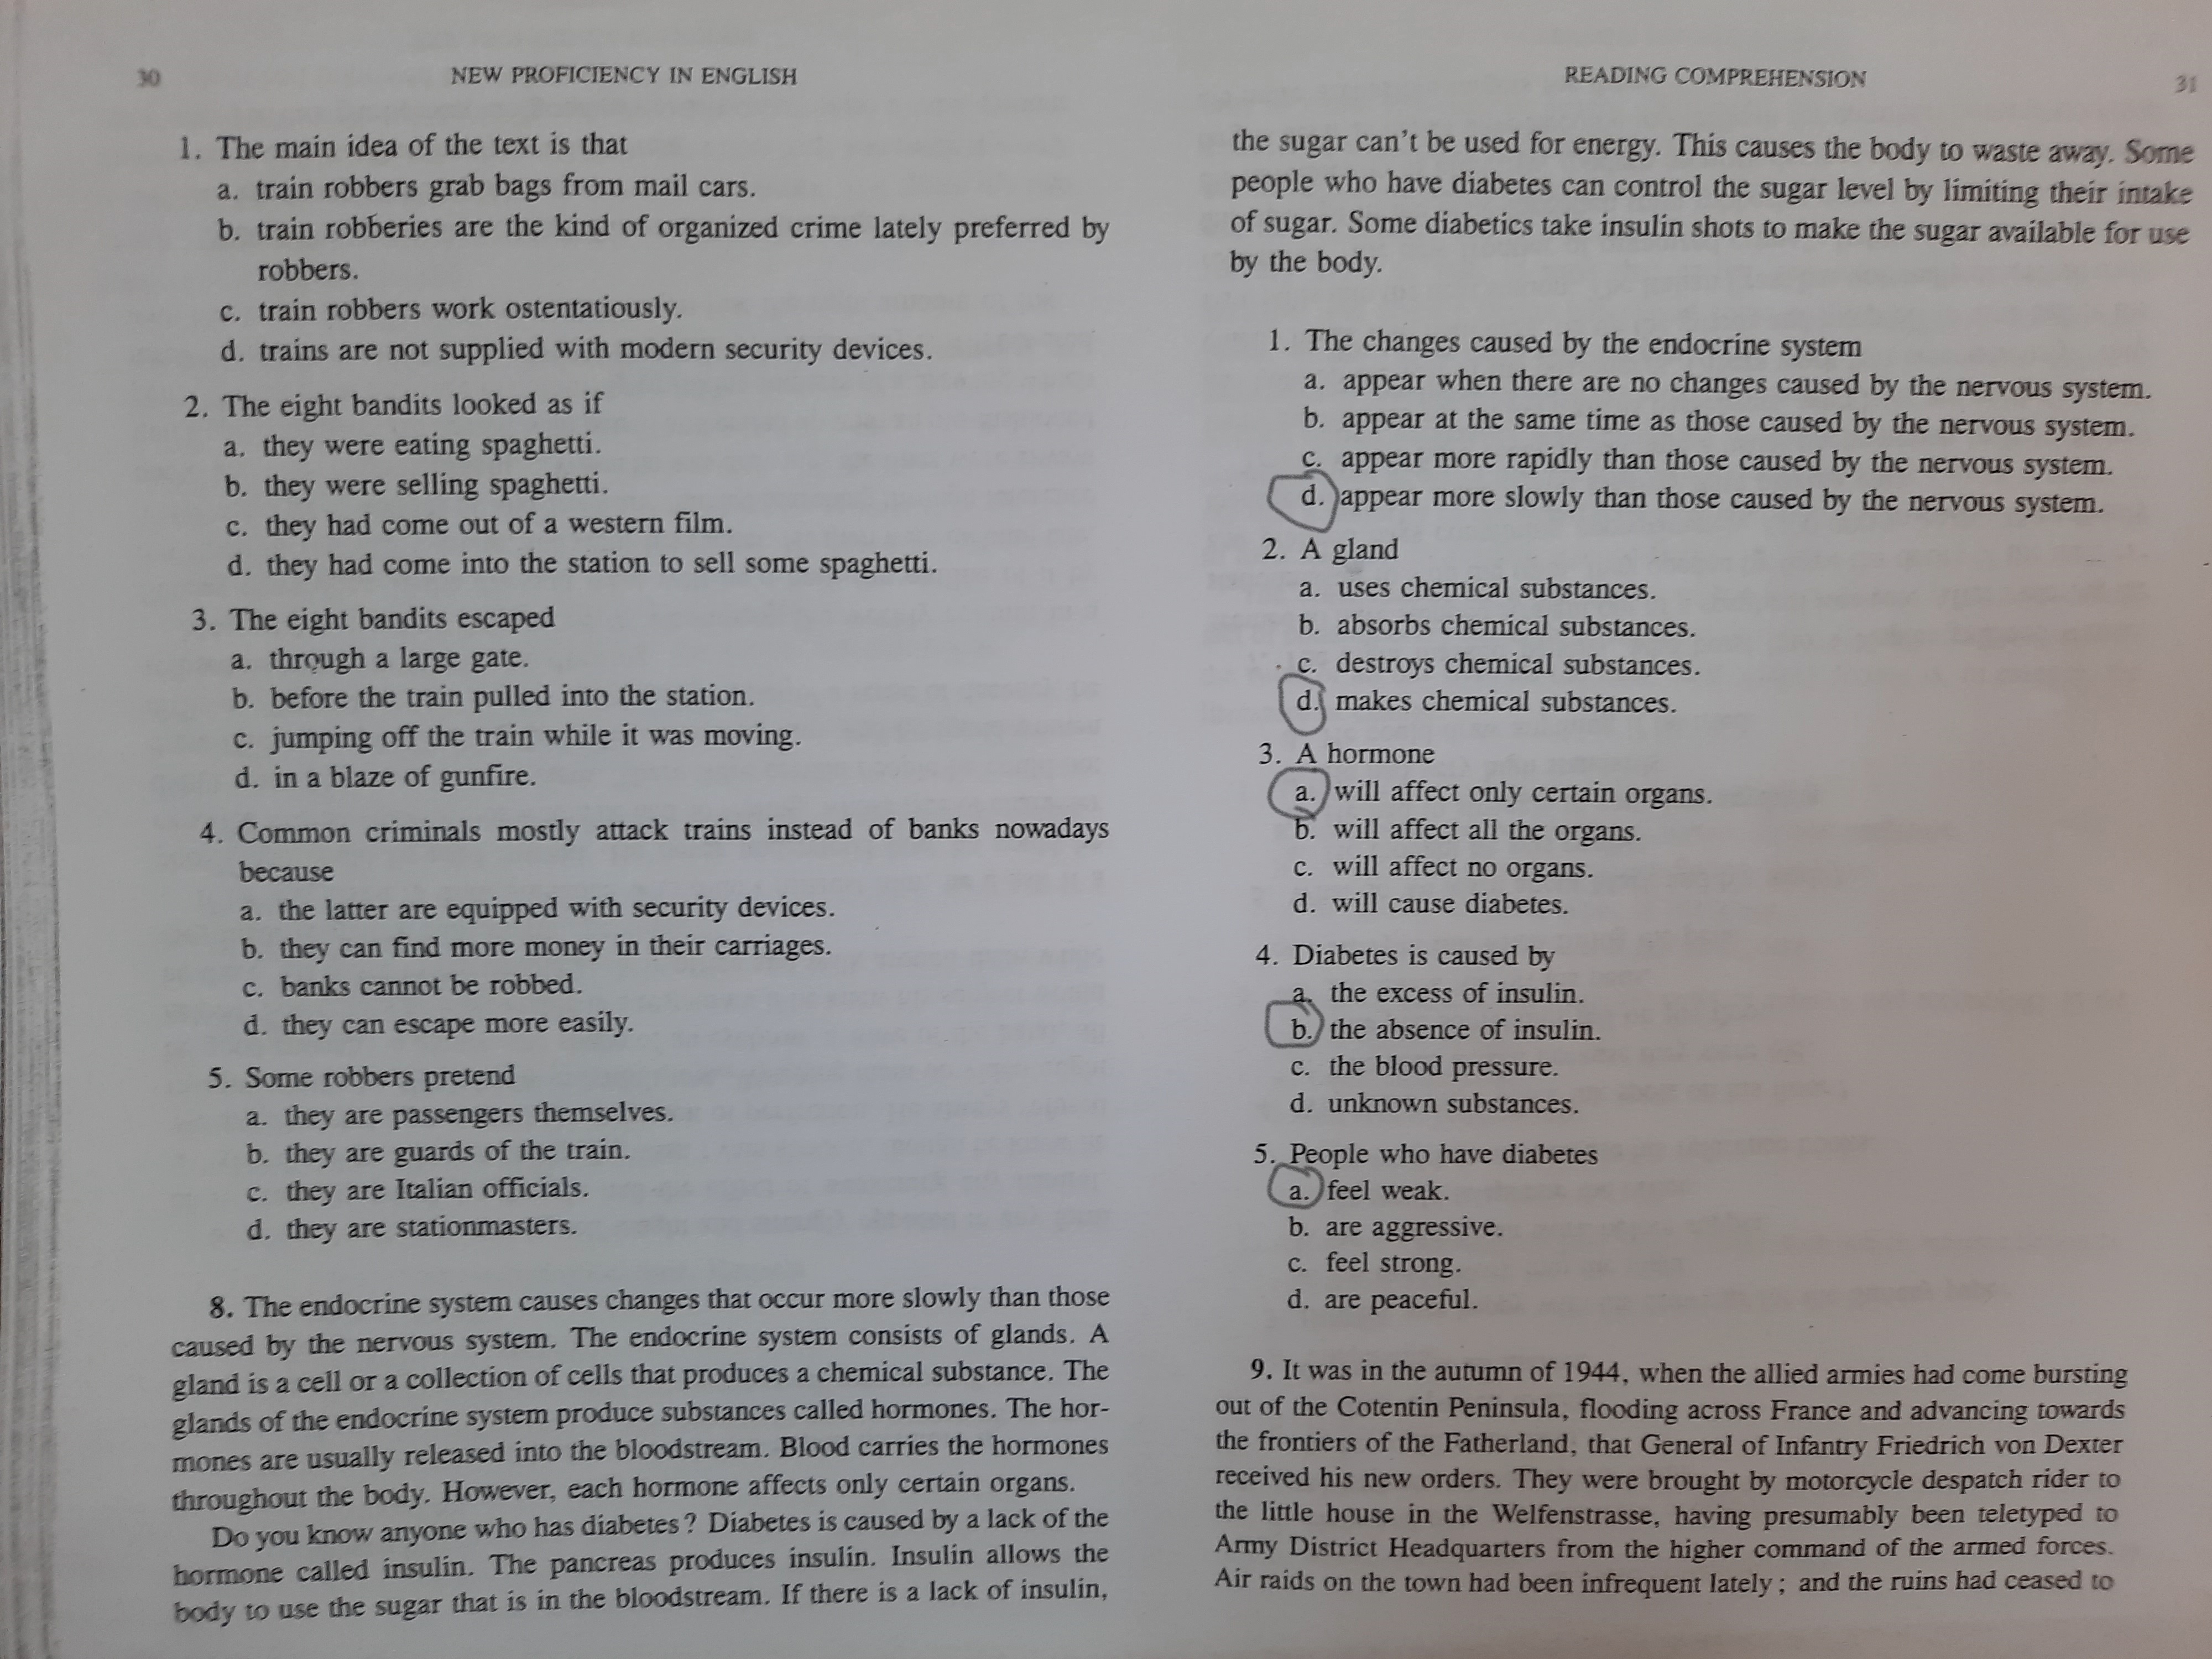 30
NEW PROFICIENCY IN ENGLISH
1. The main idea of the text is that
a. train robbers grab bags from mail cars.
b. train robberies are the kind of organized crime lately preferred by
robbers.
c. train robbers work ostentatiously.
d. trains are not supplied with modern security devices.
2. The eight bandits looked as if
a. they were eating spaghetti.
b. they were selling spaghetti.
c. they had come out of a western film.
d. they had come into the station to sell some spaghetti.
3. The eight bandits escaped
a. through a large gate.
b. before the train pulled into the station.
c. jumping off the train while it was moving.
d. in a blaze of gunfire.
4. Common criminals mostly attack trains instead of banks nowadays
because
a. the latter are equipped with security devices.
b. they can find more money in their carriages.
c. banks cannot be robbed.
d. they can escape more easily.
5. Some robbers pretend
a. they are passengers themselves.
b. they are guards of the train.
c. they are Italian officials.
d. they are stationmasters.
8. The endocrine system causes changes that occur more slowly than those
caused by the nervous system. The endocrine system consists of glands. A
gland is a cell or a collection of cells that produces a chemical substance. The
glands of the endocrine system produce substances called hormones. The hor-
mones are usually released into the bloodstream. Blood carries the hormones
throughout the body. However, each hormone affects only certain organs.
Do you know anyone who has diabetes? Diabetes is caused by a lack of the
hormone called insulin. The pancreas produces insulin. Insulin allows the
body to use the sugar that is in the bloodstream. If there is a lack of insulin,
READING COMPREHENSION
31
the sugar can't be used for energy. This causes the body to waste away. Some
people who have diabetes can control the sugar level by limiting their intake
of sugar. Some diabetics take insulin shots to make the sugar available for use
by the body.
1. The changes caused by the endocrine system
a. appear when there are no changes caused by the nervous system.
b. appear at the same time as those caused by the nervous system.
c. appear more rapidly than those caused by the nervous system.
d. appear more slowly than those caused by the nervous system.
2. A gland
a. uses chemical substances.
b. absorbs chemical substances.
c. destroys chemical substances.
d. makes chemical substances.
3. A hormone
a. will affect only certain organs.
b. will affect all the organs.
c. will affect no organs.
d. will cause diabetes.
4. Diabetes is caused by
a. the excess of insulin.
b. the absence of insulin.
c. the blood pressure.
d. unknown substances.
5. People who have diabetes
a. feel weak.
b. are aggressive.
c. feel strong.
d. are peaceful.
9. It was in the autumn of 1944, when the allied armies had come bursting
out of the Cotentin Peninsula, flooding across France and advancing towards
the frontiers of the Fatherland, that General of Infantry Friedrich von Dexter
received his new orders. They were brought by motorcycle despatch rider to
the little house in the Welfenstrasse, having presumably been teletyped to
Army District Headquarters from the higher command of the armed forces.
Air raids on the town had been infrequent lately; and the ruins had ceased to